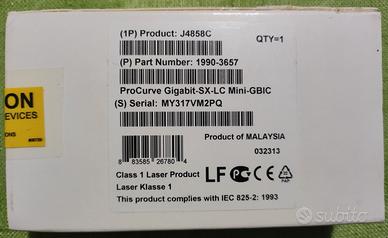 (1P) Product: J4858C
QTY=1
(P) Part Number: 1990-3657
ProCurve Gigabit-SX-LC Mini-GBIC
(S) Serial: MY317VM2PQ
Product of MALAYSIA
032313
8 83585 26780 4
Class 1 Laser Product
Laser Klasse 1
LF
This product complies with IEC 825-2: 1993
ON
DEVICES
subito